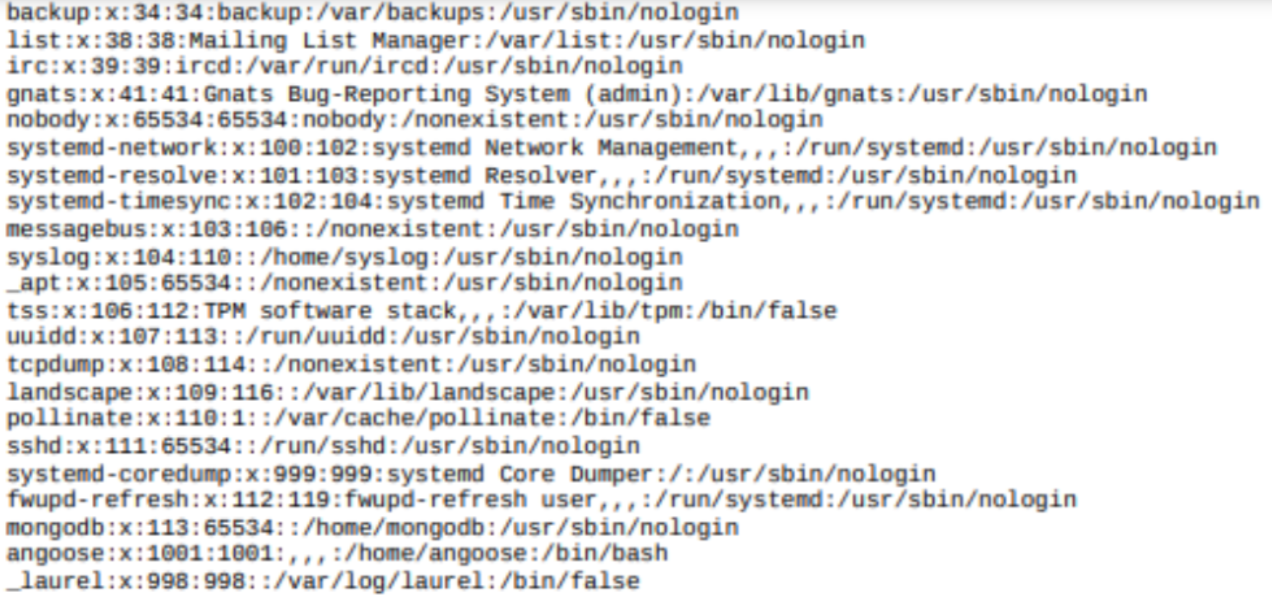 backup:x:34:34:backup:/var/backups:/usr/sbin/nologin
list:x:38:38:Mailing List Manager:/var/list:/usr/sbin/nologin
irc:x:39:39:ircd:/var/run/ircd:/usr/sbin/nologin
gnats:x:41:41:Gnats Bug-Reporting System (admin):/var/lib/gnats:/usr/sbin/nologin
nobody:x:65534:65534:nobody:/nonexistent:/usr/sbin/nologin
systemd-network:x:100:102:systemd Network Management,,,:/run/systemd:/usr/sbin/nologin
systemd-resolve:x:101:103:systemd Resolver,,,:/run/systemd:/usr/sbin/nologin
systemd-timesync:x:102:104:systemd Time Synchronization,,,:/run/systemd:/usr/sbin/nologin
messagebus:x:103:106::/nonexistent:/usr/sbin/nologin
syslog:x:104:110::/home/syslog:/usr/sbin/nologin
_apt:x:105:65534::/nonexistent:/usr/sbin/nologin
tss:x:106:112:TPM software stack,,,:/var/lib/tpm:/bin/false
uuidd:x:107:113::/run/uuidd:/usr/sbin/nologin
tcpdump:x:108:114::/nonexistent:/usr/sbin/nologin
landscape:x:109:116::/var/lib/landscape:/usr/sbin/nologin
pollinate:x:110:1::/var/cache/pollinate:/bin/false
sshd:x:111:65534::/run/sshd:/usr/sbin/nologin
systemd-coredump:x:999:999:systemd Core Dumper:/:/usr/sbin/nologin
fwupd-refresh:x:112:119:fwupd-refresh user,,,:/run/systemd:/usr/sbin/nologin
mongodb:x:113:65534::/home/mongodb:/usr/sbin/nologin
angoose:x:1001:1001:,,,:/home/angoose:/bin/bash
_laurel:x:998:998::/var/log/laurel:/bin/false